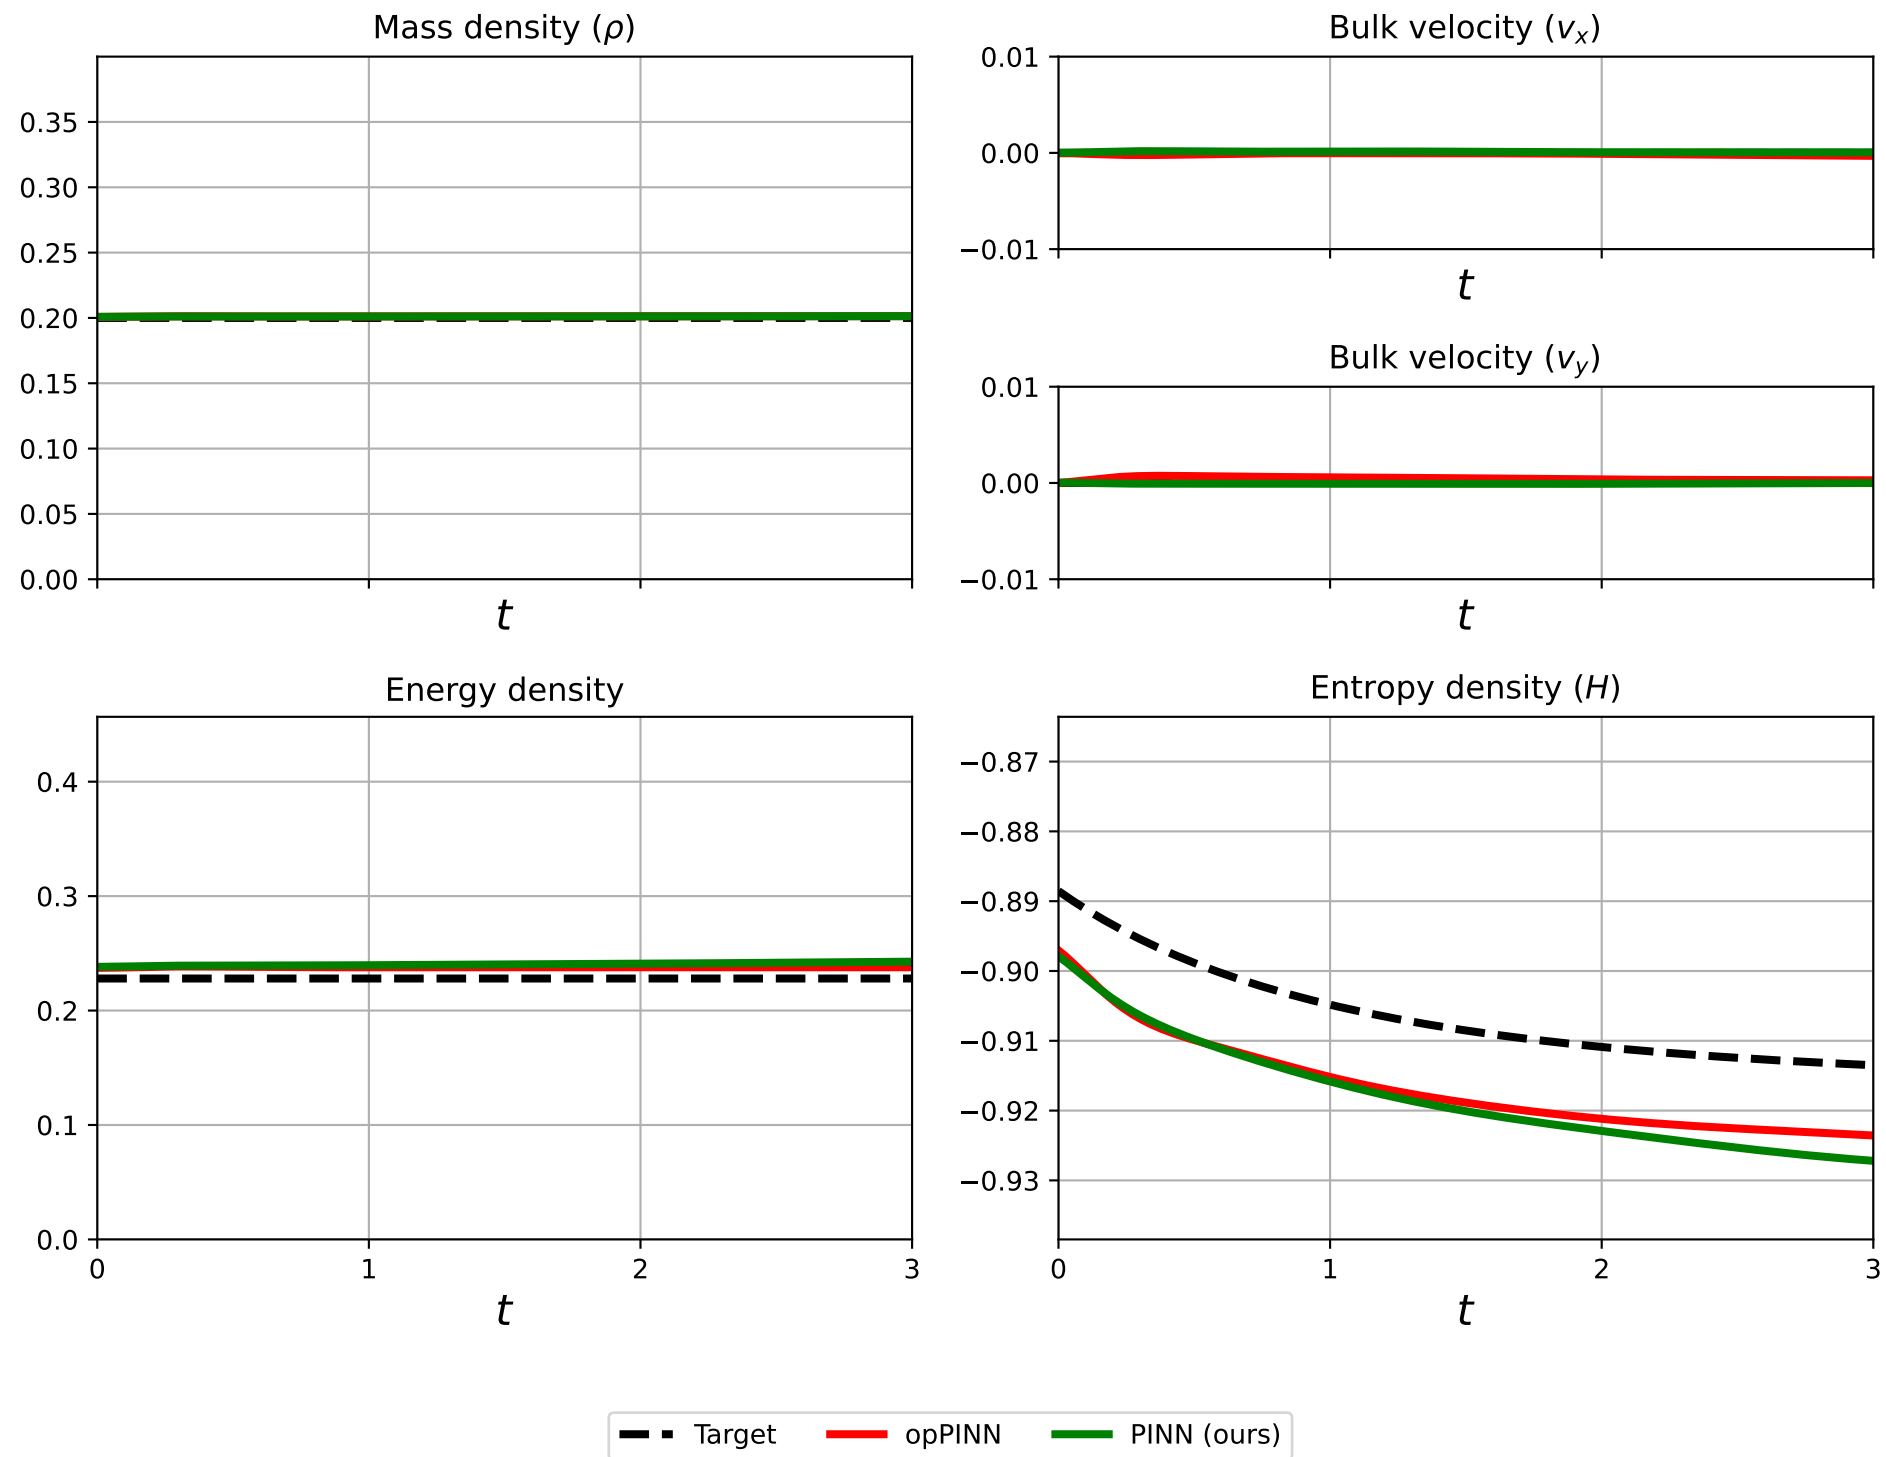 Mass density (ρ)
0.35
0.30
0.25
0.20
0.15
0.10
0.05
0.00
t
Bulk velocity (vₓ)
0.01
0.00
−0.01
t
Bulk velocity (v_y)
0.01
0.00
−0.01
t
Energy density
0.4
0.3
0.2
0.1
0.0
0 1 2 3
t
Entropy density (H)
−0.87
−0.88
−0.89
−0.90
−0.91
−0.92
−0.93
0 1 2 3
t
Target opPINN PINN (ours)